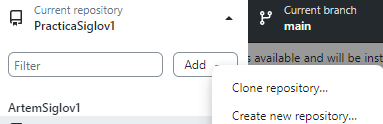 Current repository
PracticaSiglov1
Current branch
main
Filter
Add
s available and will be inst
Clone repository...
Create new repository...
ArtemSiglov1